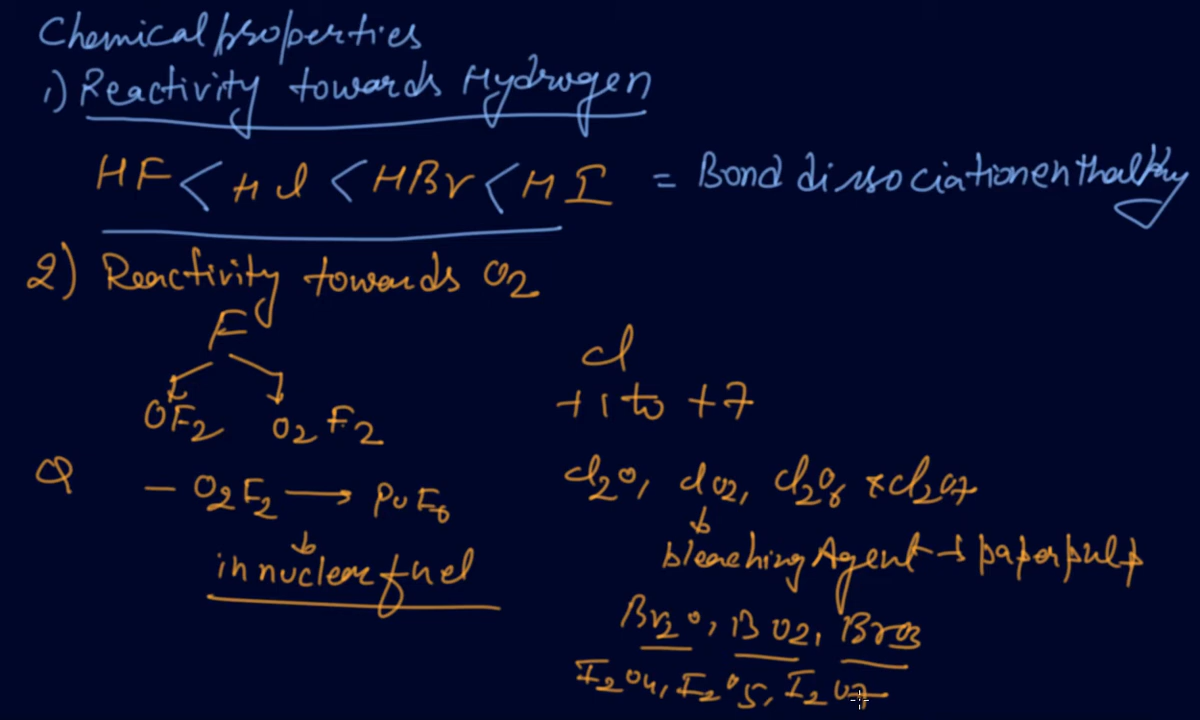 Chemical properties
1) Reactivity towards Hydrogen
HF < HCl < HBr < HI = Bond dissociation enthalphy
2) Reactivity towards O2
F
OF2 O2F2
Cl
+1 to +7
Q - O2F2 → PuF6
in nuclear fuel
Cl2O, ClO2, Cl2O6 & Cl2O7
bleaching Agent → paper pulp
Br2O, BO2, BrO3
I2O4, I2O5, I2O7